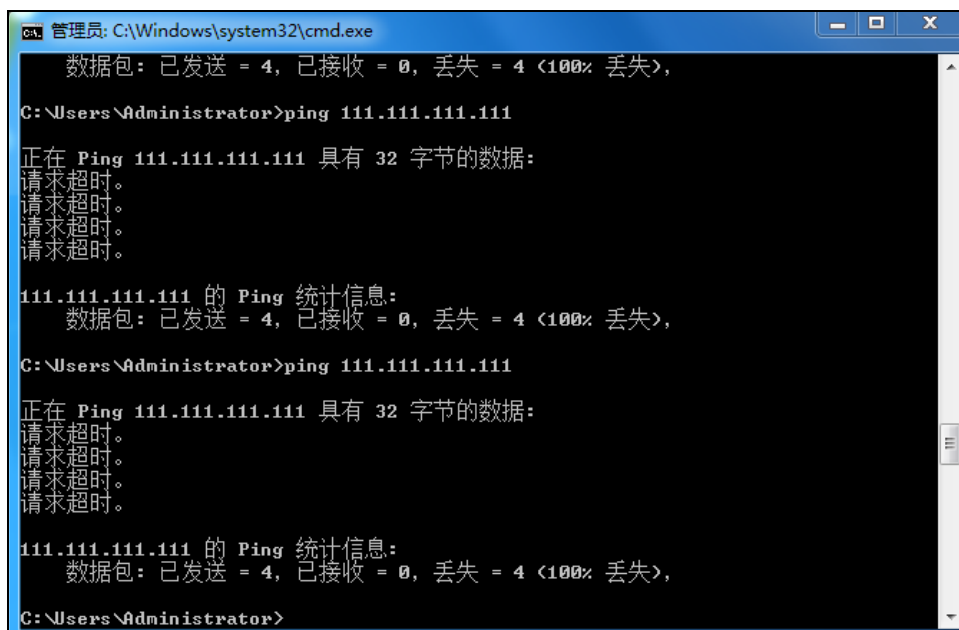 管理员: C:\Windows\system32\cmd.exe
数据包: 已发送 = 4, 已接收 = 0, 丢失 = 4 (100% 丢失),
C:\Users\Administrator>ping 111.111.111.111
正在 Ping 111.111.111.111 具有 32 字节的数据:
请求超时。
请求超时。
请求超时。
请求超时。
111.111.111.111 的 Ping 统计信息:
数据包: 已发送 = 4, 已接收 = 0, 丢失 = 4 (100% 丢失),
C:\Users\Administrator>ping 111.111.111.111
正在 Ping 111.111.111.111 具有 32 字节的数据:
请求超时。
请求超时。
请求超时。
请求超时。
111.111.111.111 的 Ping 统计信息:
数据包: 已发送 = 4, 已接收 = 0, 丢失 = 4 (100% 丢失),
C:\Users\Administrator>